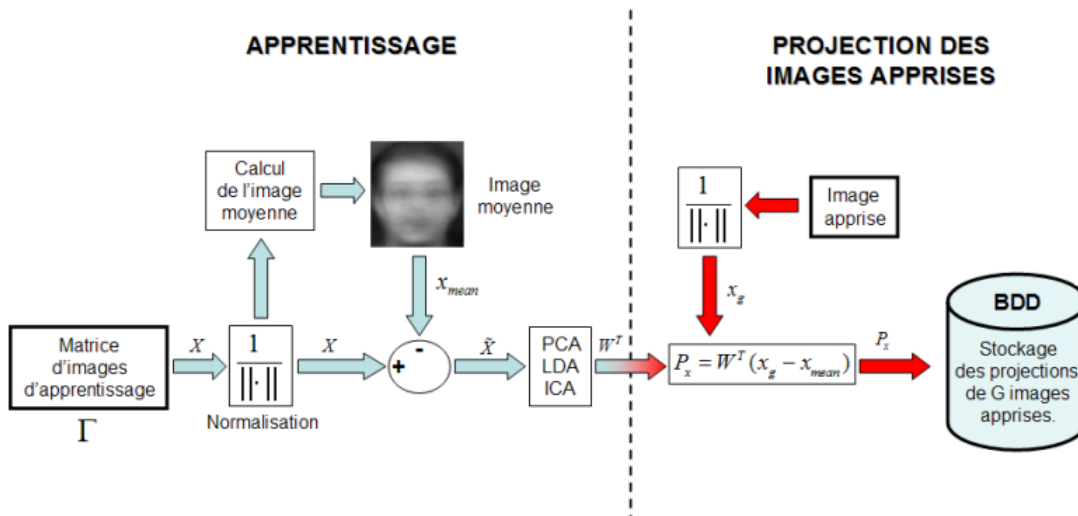 APPRENTISSAGE
PROJECTION DES
IMAGES APPRISES
Calcul
de l'image
moyenne
Image
moyenne
x_mean
Matrice
d'images
d'apprentissage
Γ
X
1
||·||
Normalisation
X
+
-
X̃
PCA
LDA
ICA
W^T
1
||·||
Image
apprise
x_g
P_x = W^T (x_g − x_mean)
P_x
BDD
Stockage
des projections
de G images
apprises.